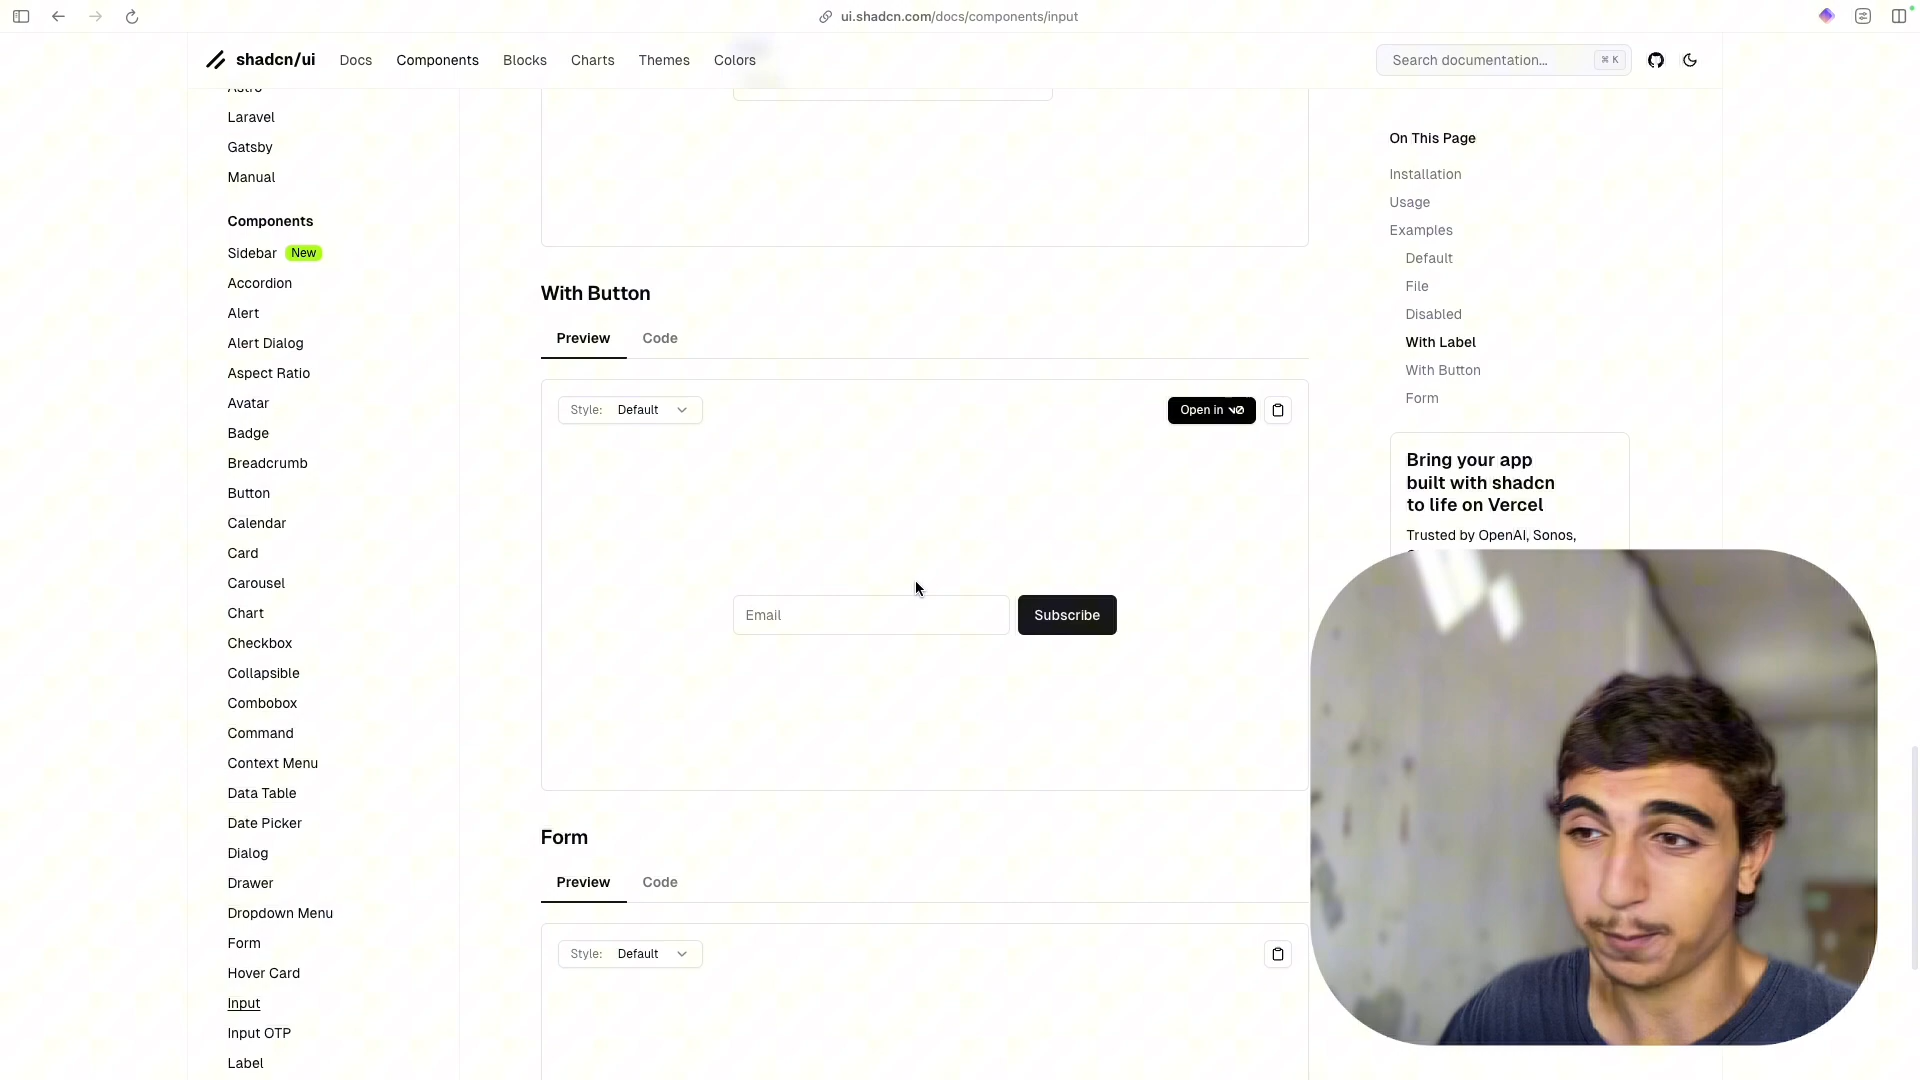 ui.shadcn.com/docs/components/input
shadcn/ui
Docs
Components
Blocks
Charts
Themes
Colors
Search documentation...
⌘ K
Astro
Laravel
Gatsby
Manual
Components
Sidebar New
Accordion
Alert
Alert Dialog
Aspect Ratio
Avatar
Badge
Breadcrumb
Button
Calendar
Card
Carousel
Chart
Checkbox
Collapsible
Combobox
Command
Context Menu
Data Table
Date Picker
Dialog
Drawer
Dropdown Menu
Form
Hover Card
Input
Input OTP
Label
With Button
Preview
Code
Style: Default
Open in v0
Email
Subscribe
Form
Preview
Code
Style: Default
On This Page
Installation
Usage
Examples
Default
File
Disabled
With Label
With Button
Form
Bring your app
built with shadcn
to life on Vercel
Trusted by OpenAI, Sonos,